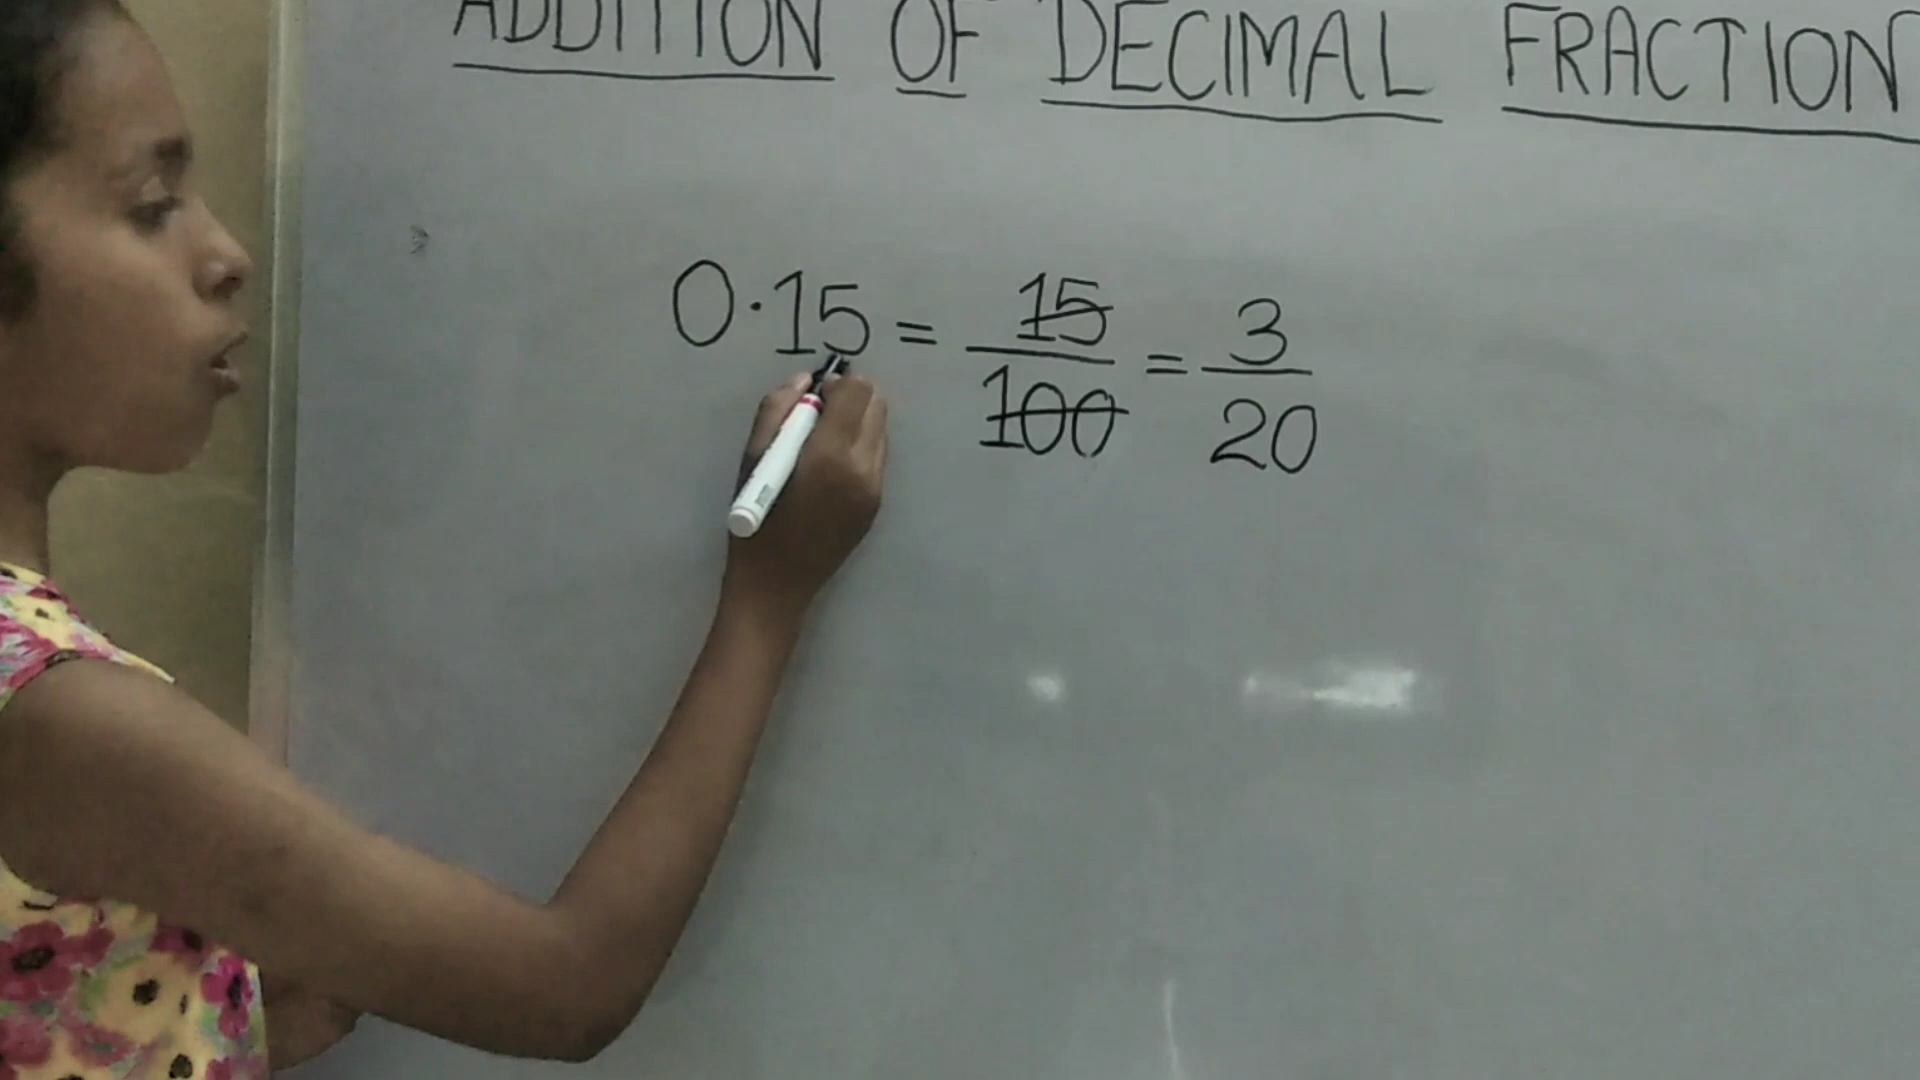 ADDITION OF DECIMAL FRACTION
0·15 = 15/100 = 3/20